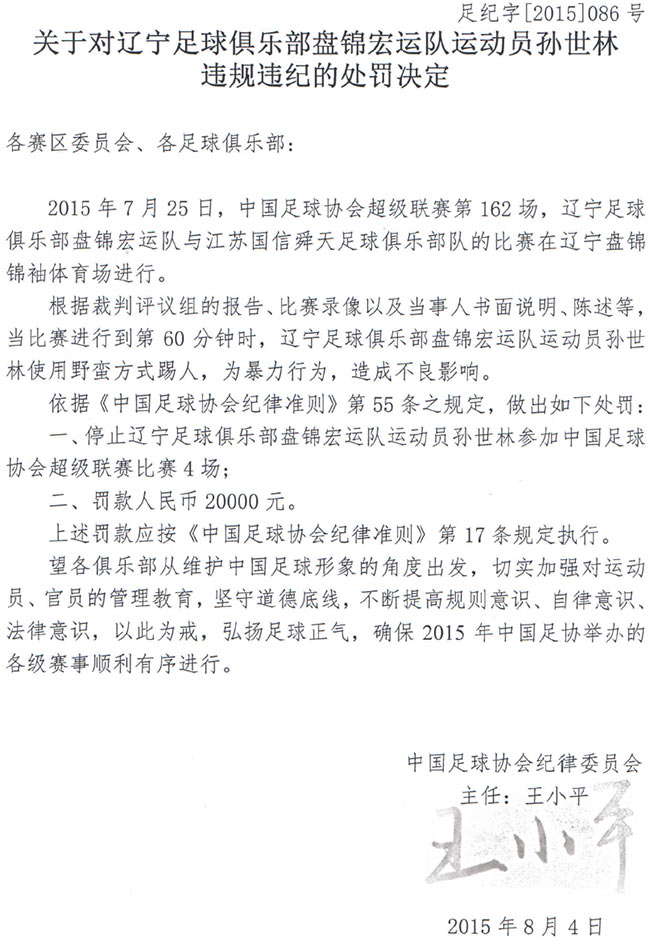 足纪字[2015]086 号
关于对辽宁足球俱乐部盘锦宏运队运动员孙世林
违规违纪的处罚决定
各赛区委员会、各足球俱乐部:
2015 年 7 月 25 日，中国足球协会超级联赛第 162 场，辽宁足球
俱乐部盘锦宏运队与江苏国信舜天足球俱乐部队的比赛在辽宁盘锦
锦袖体育场进行。
根据裁判评议组的报告、比赛录像以及当事人书面说明、陈述等，
当比赛进行到第 60 分钟时，辽宁足球俱乐部盘锦宏运队运动员孙世
林使用野蛮方式踢人，为暴力行为，造成不良影响。
依据《中国足球协会纪律准则》第 55 条之规定，做出如下处罚:
一、停止辽宁足球俱乐部盘锦宏运队运动员孙世林参加中国足球
协会超级联赛比赛 4 场;
二、罚款人民币 20000 元。
上述罚款应按《中国足球协会纪律准则》第 17 条规定执行。
望各俱乐部从维护中国足球形象的角度出发，切实加强对运动
员、官员的管理教育，坚守道德底线，不断提高规则意识、自律意识、
法律意识，以此为戒，弘扬足球正气，确保 2015 年中国足协举办的
各级赛事顺利有序进行。
中国足球协会纪律委员会
主任: 王小平
王小平
2015 年 8 月 4 日